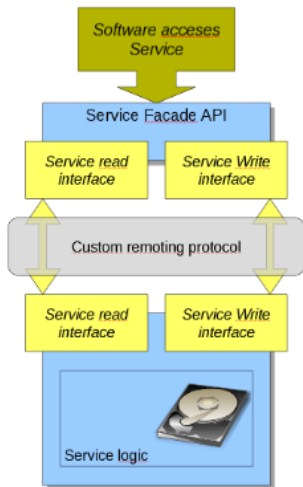 Software acceses
Service
Service Facade API
Service read
interface
Service Write
interface
Custom remoting protocol
Service read
interface
Service Write
interface
Service logic